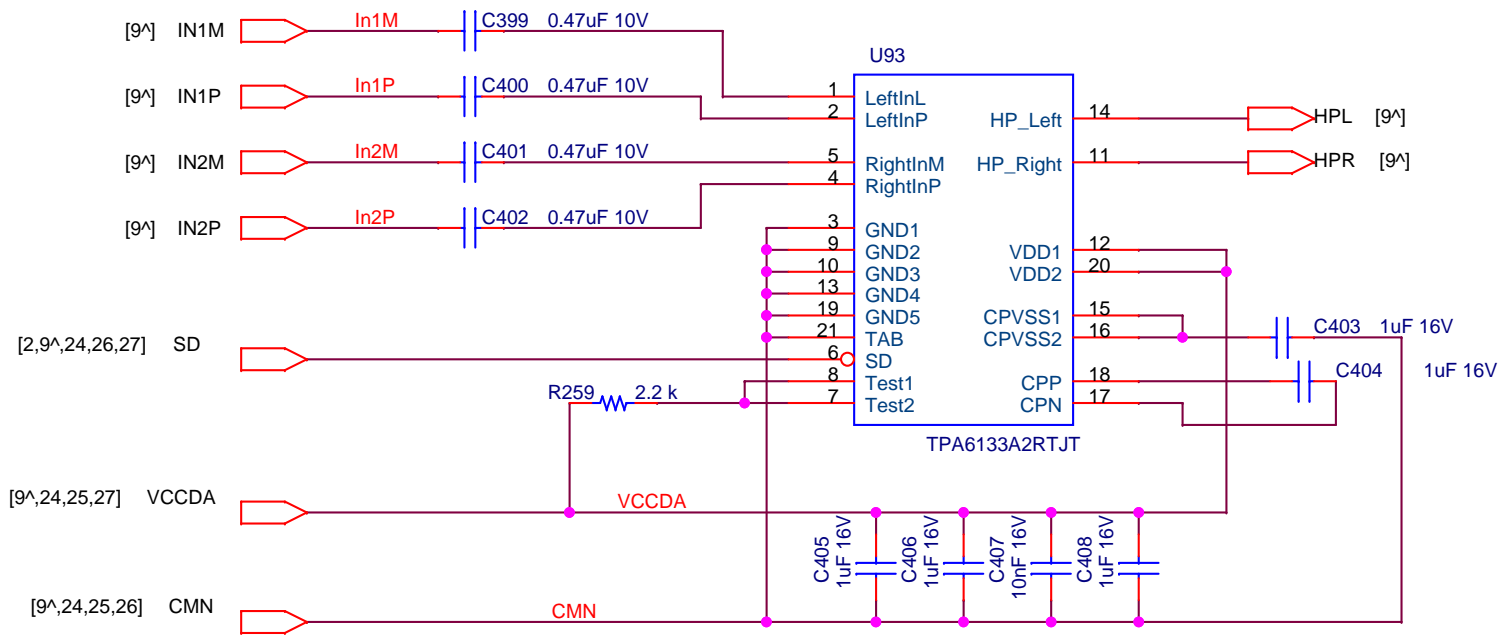 [9^] IN1M In1M C399 0.47uF 10V
U93
[9^] IN1P In1P C400 0.47uF 10V
1 LeftInL
2 LeftInP HP_Left 14 HPL [9^]
[9^] IN2M In2M C401 0.47uF 10V
5 RightInM HP_Right 11 HPR [9^]
4 RightInP
[9^] IN2P In2P C402 0.47uF 10V
3 GND1
9 GND2 VDD1 12
10 GND3 VDD2 20
13 GND4
19 GND5 CPVSS1 15
21 TAB CPVSS2 16 C403 1uF 16V
[2,9^,24,26,27] SD 6 SD
8 Test1 CPP 18 C404 1uF 16V
R259 2.2 k 7 Test2 CPN 17
TPA6133A2RTJT
[9^,24,25,27] VCCDA VCCDA
C405 1uF 16V
C406 1uF 16V
C407 10nF 16V
C408 1uF 16V
[9^,24,25,26] CMN CMN